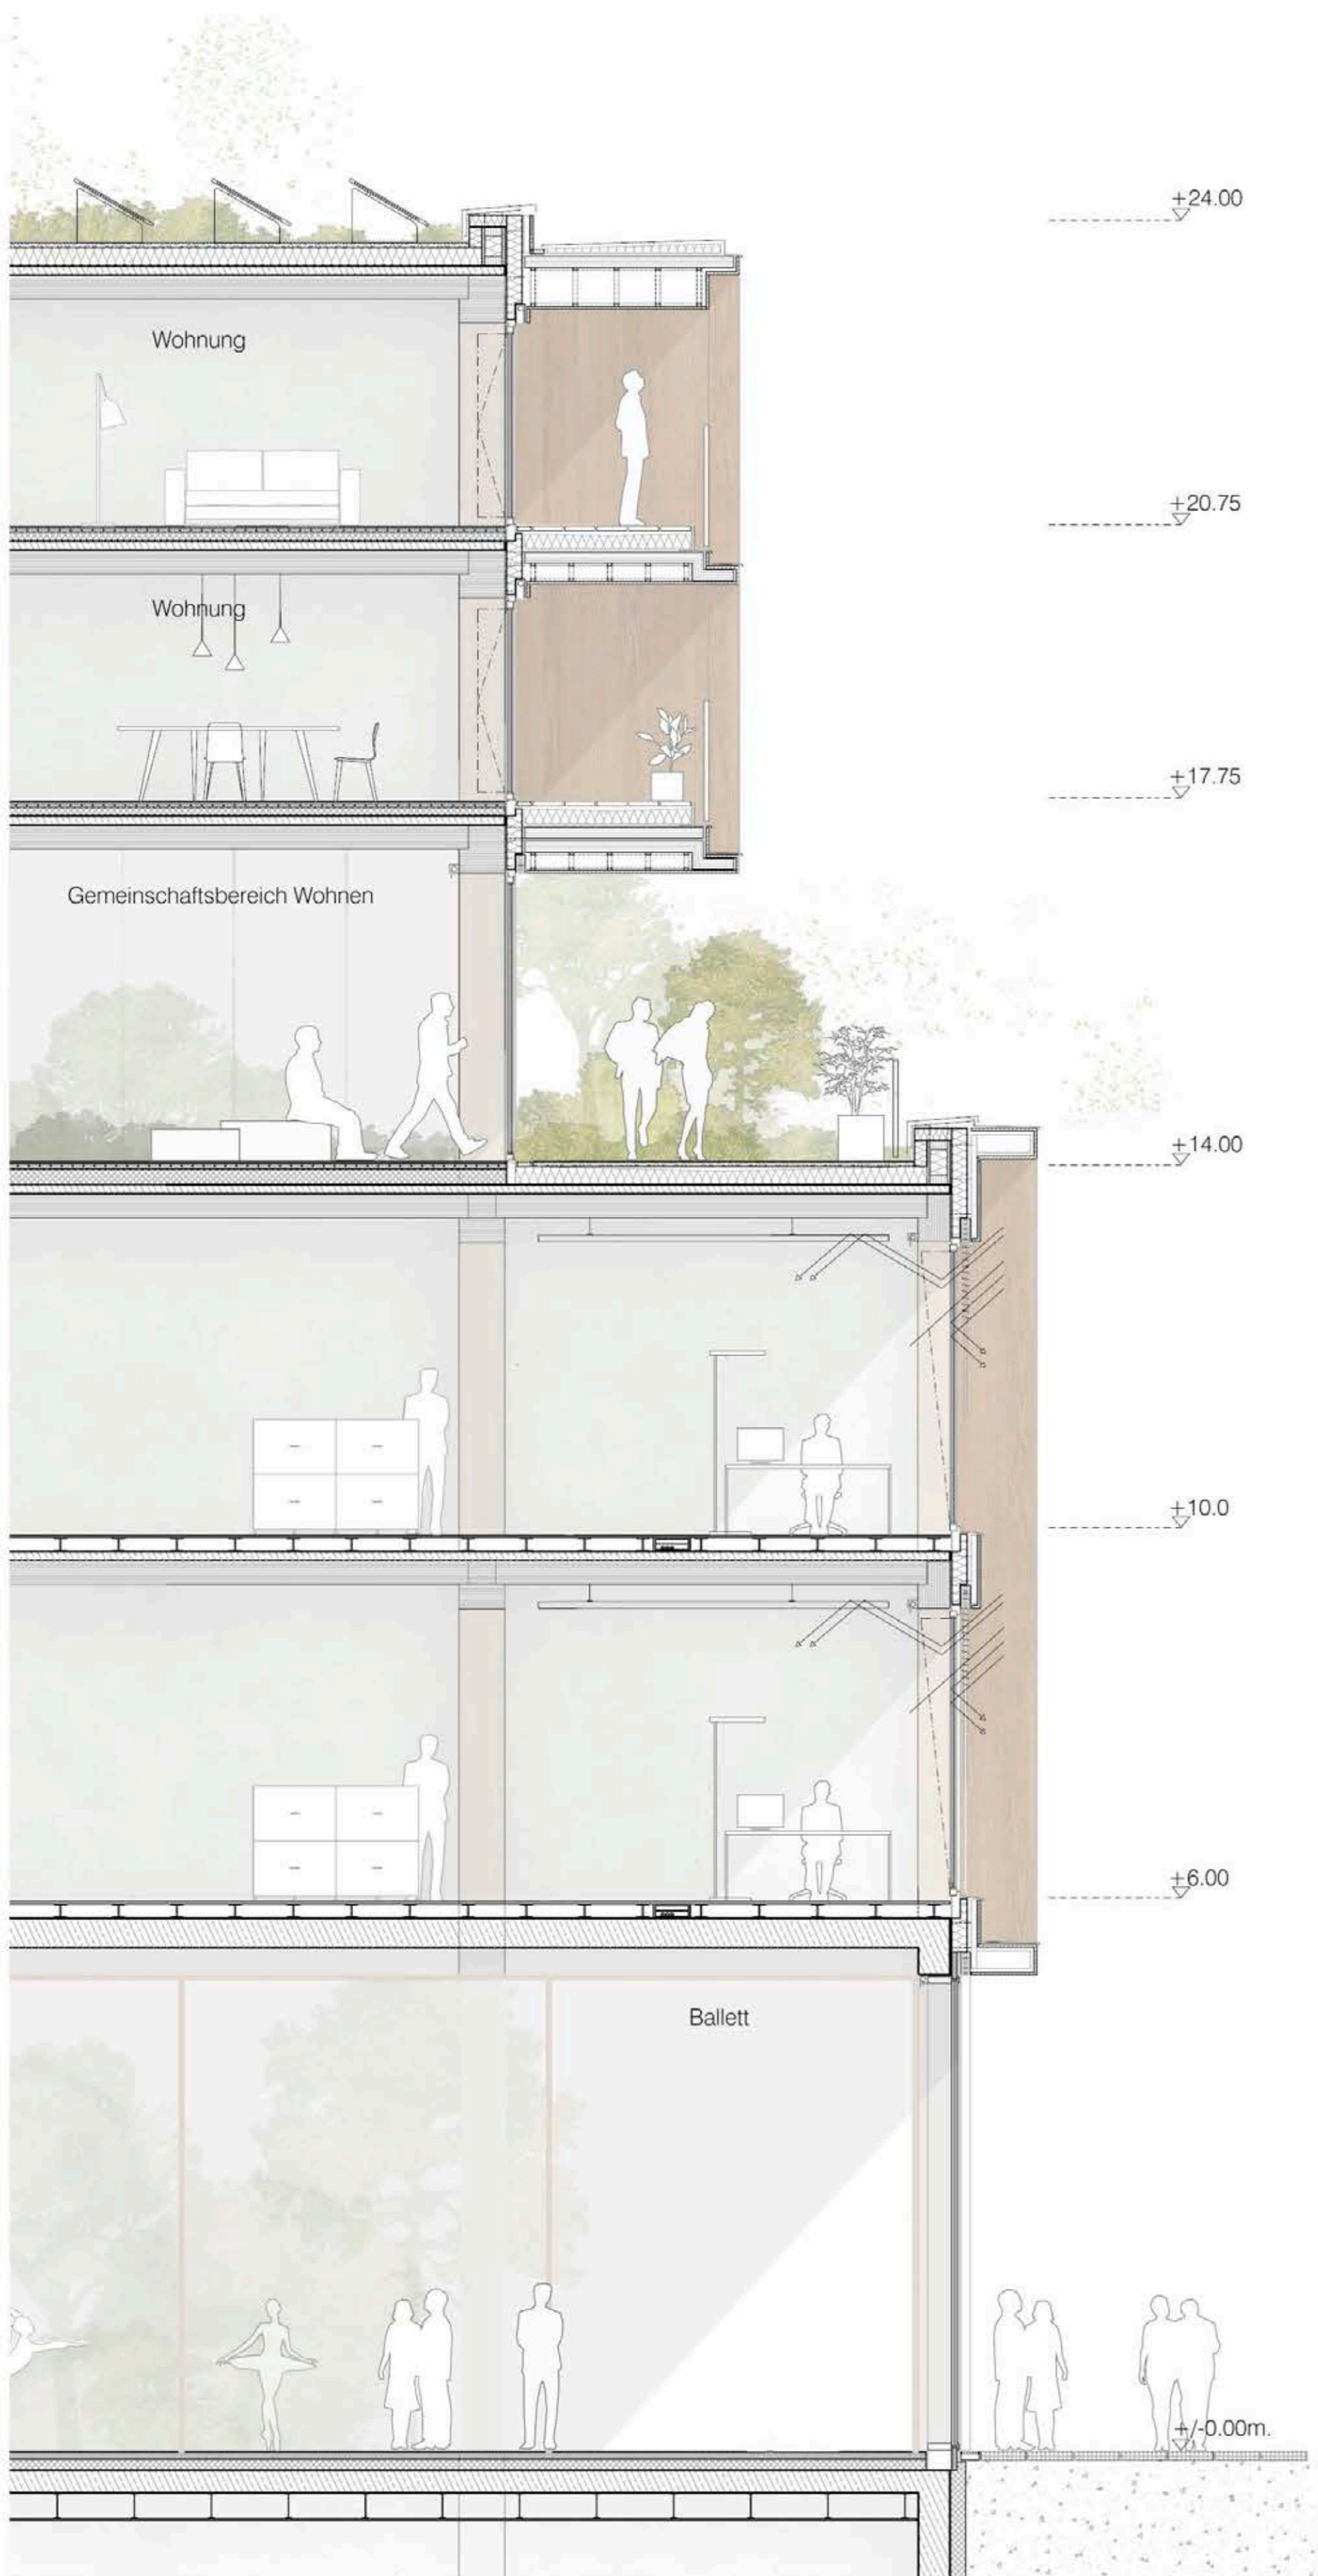 +24.00
Wohnung
+20.75
Wohnung
+17.75
Gemeinschaftsbereich Wohnen
+14.00
+10.0
+6.00
Ballett
+/-0.00m.